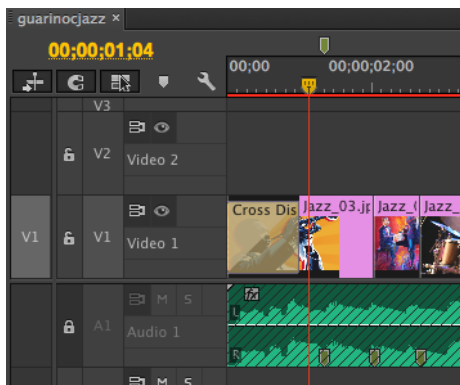 guarinocjazz ×
00;00;01;04
00;00 00;00;02;00
V3
V2 Video 2
Cross Dis Jazz_03.jp Jazz_( Jazz_
V1 V1 Video 1
fx
M S
L
A1 Audio 1
R
M S